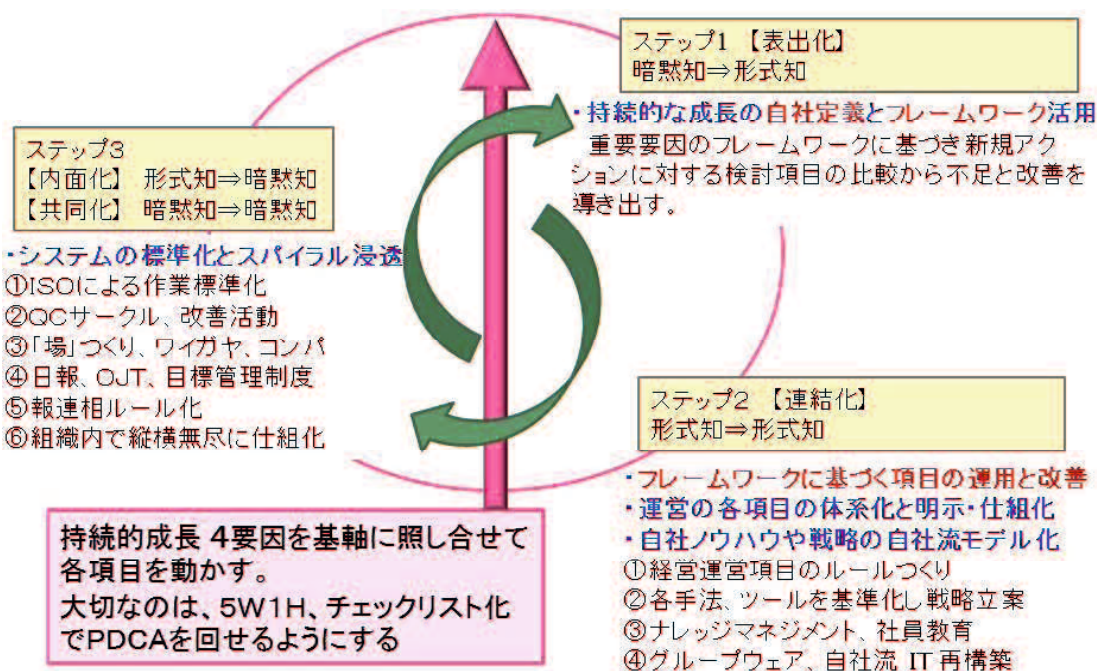 ステップ1 【表出化】
暗黙知⇒形式知
・持続的な成長の自社定義とフレームワーク活用
重要要因のフレームワークに基づき新規アク
ションに対する検討項目の比較から不足と改善を
導き出す。
ステップ2 【連結化】
形式知⇒形式知
・フレームワークに基づく項目の運用と改善
・運営の各項目の体系化と明示・仕組化
・自社ノウハウや戦略の自社流モデル化
①経営運営項目のルールつくり
②各手法、ツールを基準化し戦略立案
③ナレッジマネジメント、社員教育
④グループウェア、自社流 IT 再構築
ステップ3
【内面化】 形式知⇒暗黙知
【共同化】 暗黙知⇒暗黙知
・システムの標準化とスパイラル浸透
①ISOによる作業標準化
②QCサークル、改善活動
③「場」つくり、ワイガヤ、コンパ
④日報、OJT、目標管理制度
⑤報連相ルール化
⑥組織内で縦横無尽に仕組化
持続的成長 4要因を基軸に照し合せて
各項目を動かす。
大切なのは、5W1H、チェックリスト化
でPDCAを回せるようにする